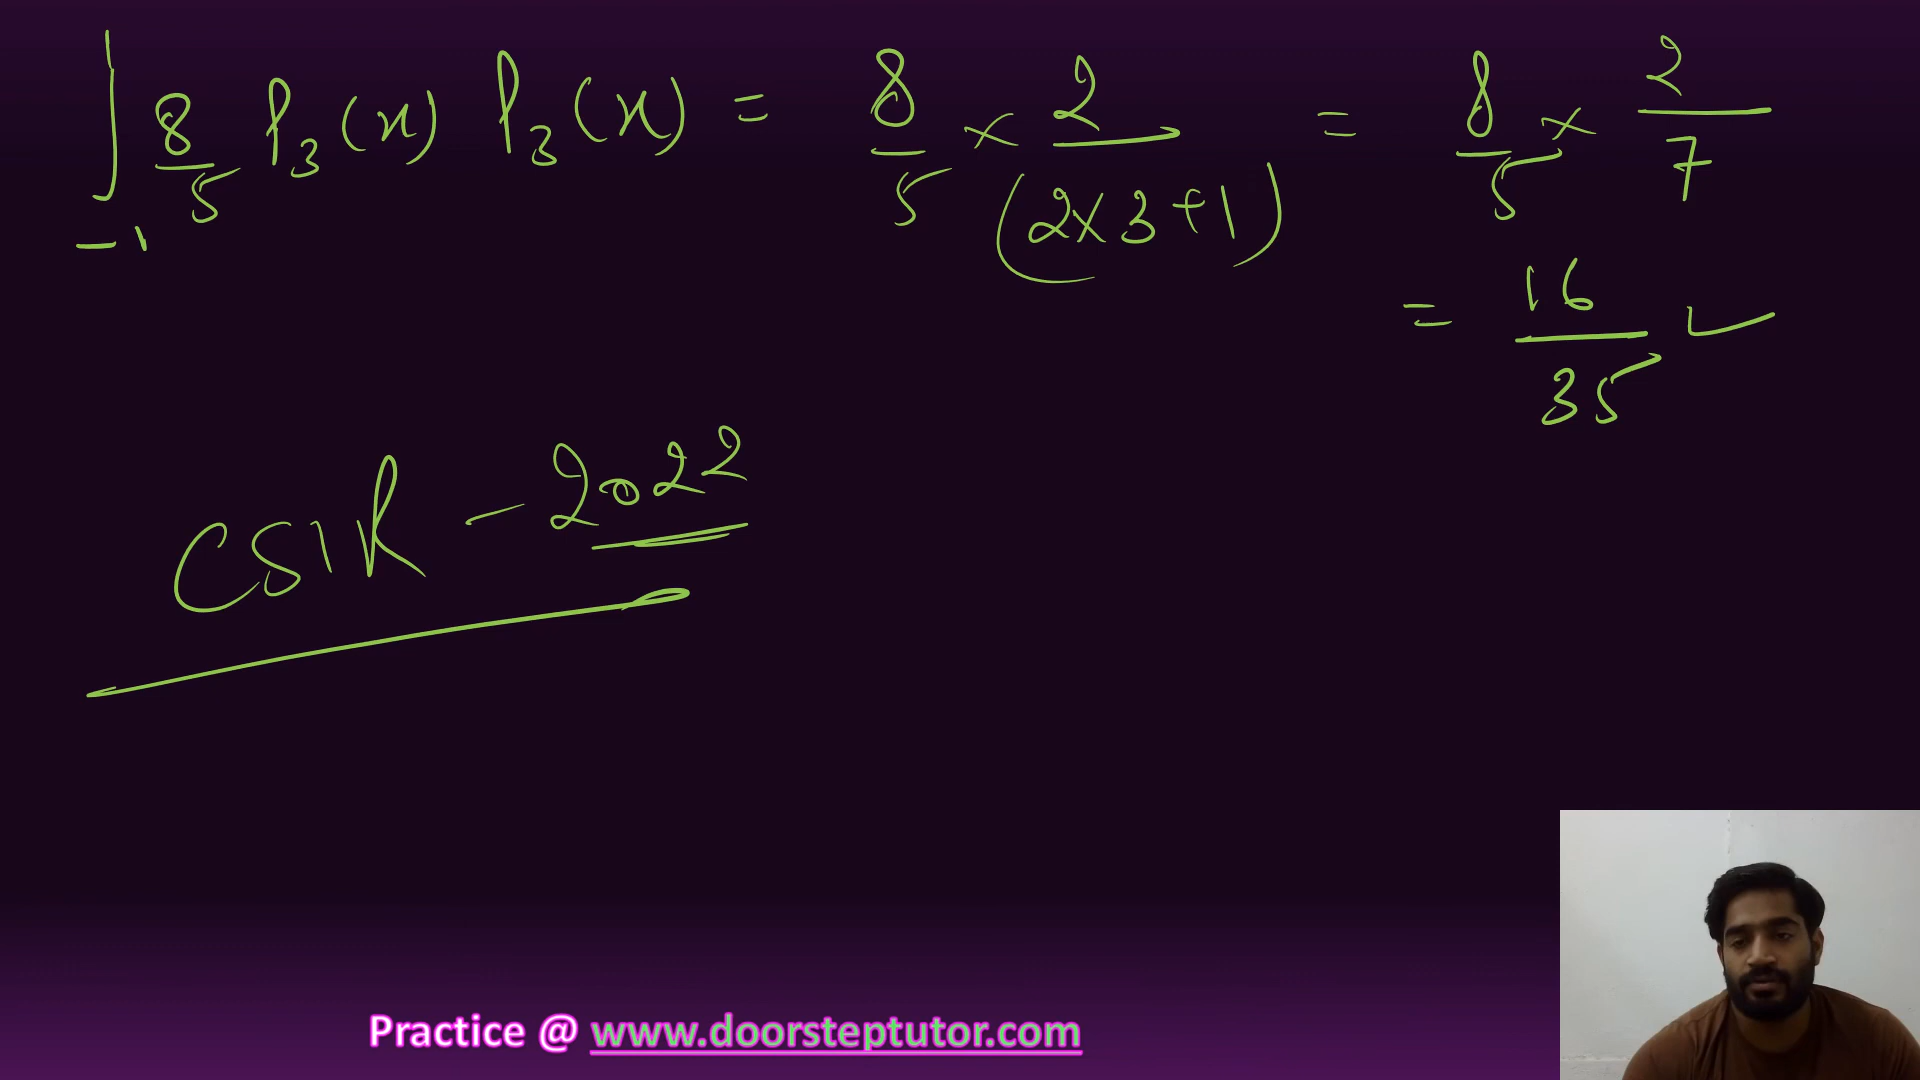 ∫₋₁¹ 8/5 P₃(x) P₃(x) = 8/5 × 2/(2×3+1) = 8/5 × 2/7
= 16/35 ✓
CSIR - 2022
Practice @ www.doorsteptutor.com